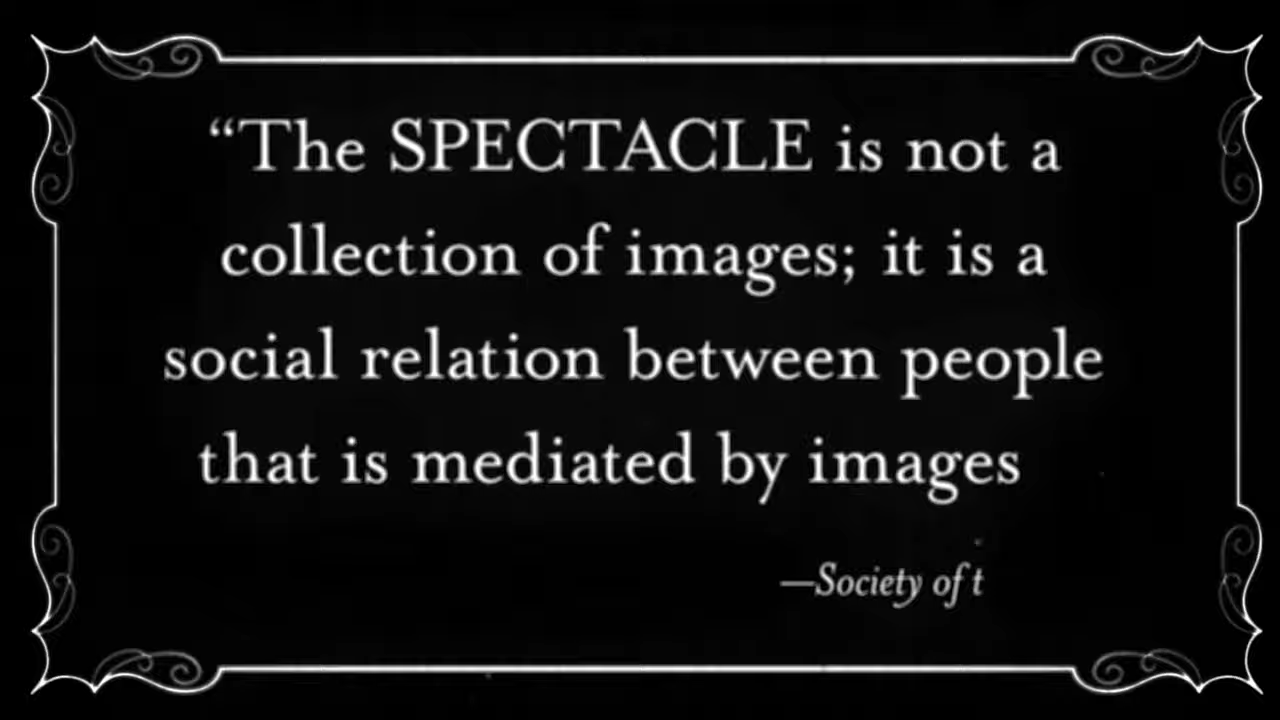 “The SPECTACLE is not a
collection of images; it is a
social relation between people
that is mediated by images
—Society of t